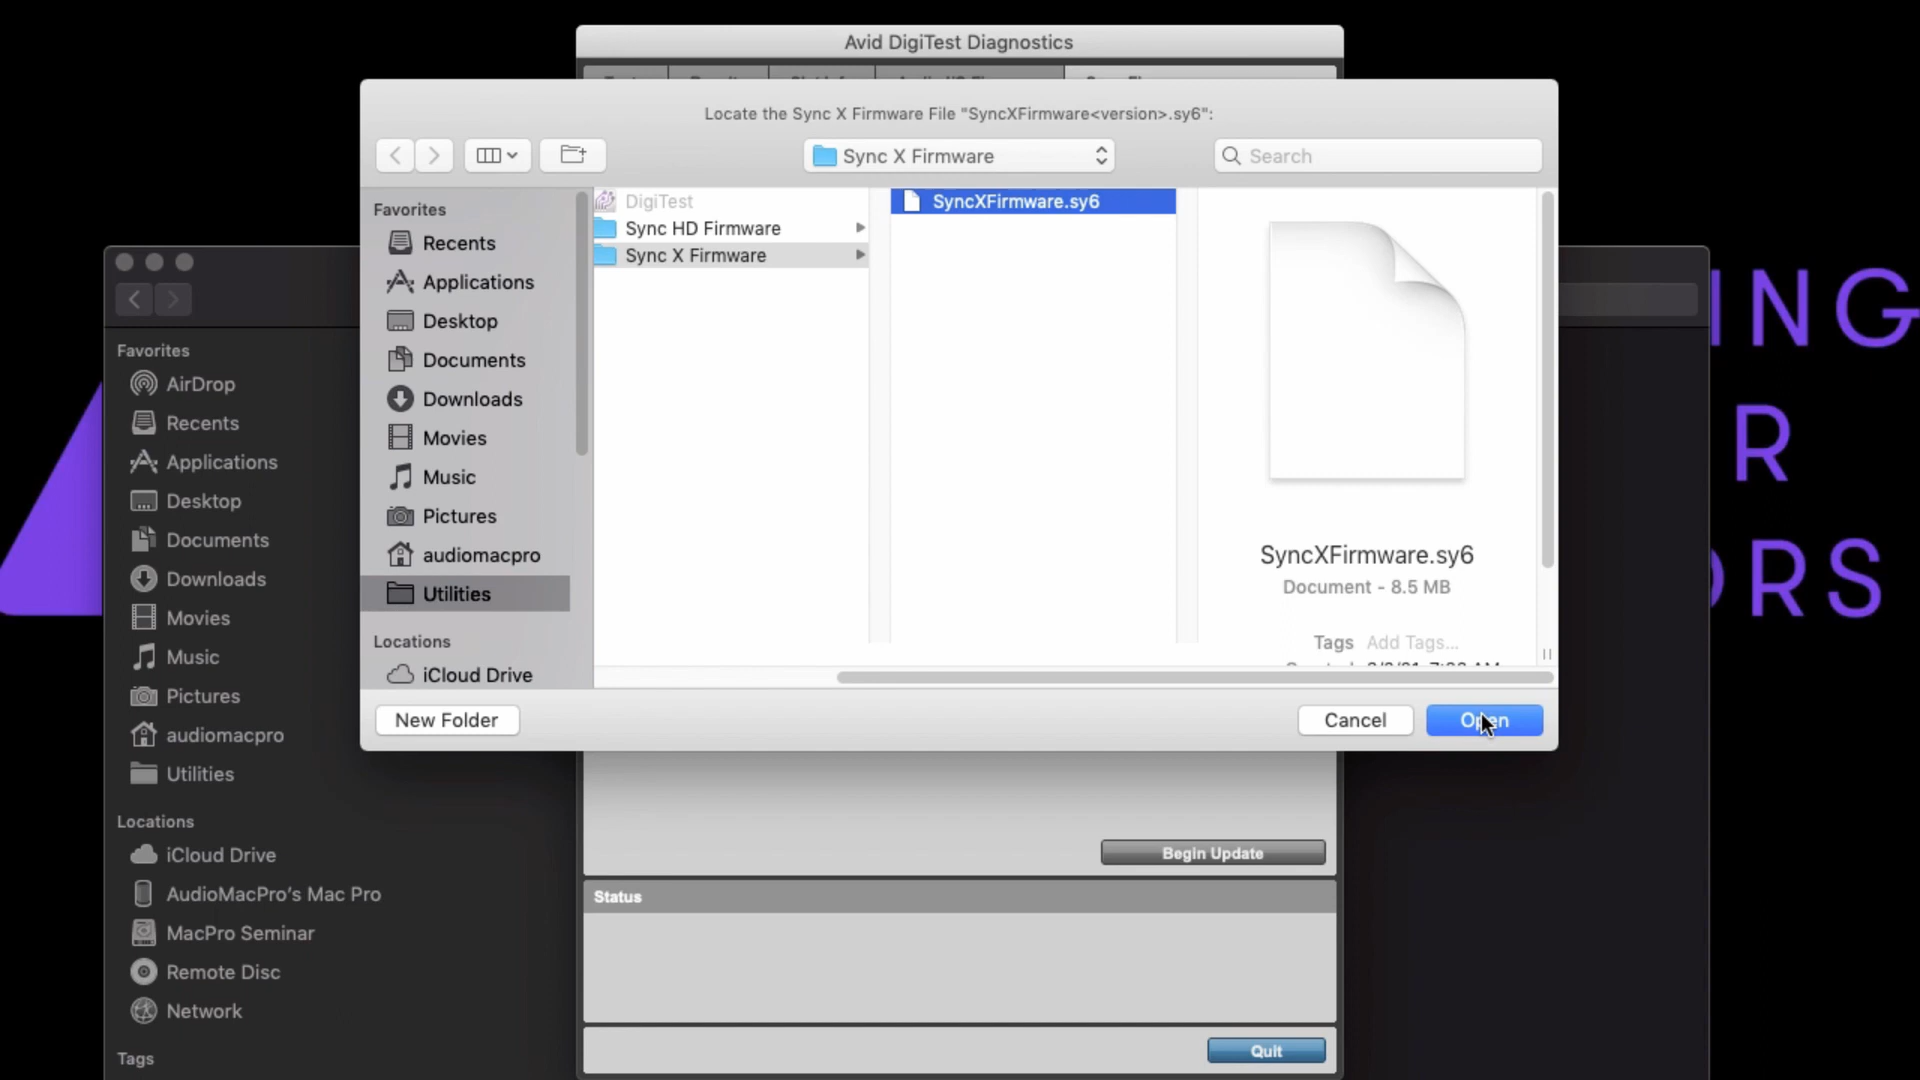 Avid DigiTest Diagnostics
Locate the Sync X Firmware File "SyncXFirmware<version>.sy6":
Sync X Firmware
Search
Favorites
Recents
Applications
Desktop
Documents
Downloads
Movies
Music
Pictures
audiomacpro
Utilities
Locations
iCloud Drive
DigiTest
Sync HD Firmware
Sync X Firmware
SyncXFirmware.sy6
SyncXFirmware.sy6
Document - 8.5 MB
Tags Add Tags...
New Folder
Cancel
Open
Favorites
AirDrop
Recents
Applications
Desktop
Documents
Downloads
Movies
Music
Pictures
audiomacpro
Utilities
Locations
iCloud Drive
AudioMacPro's Mac Pro
MacPro Seminar
Remote Disc
Network
Tags
Begin Update
Status
Quit
ING
R
ORS